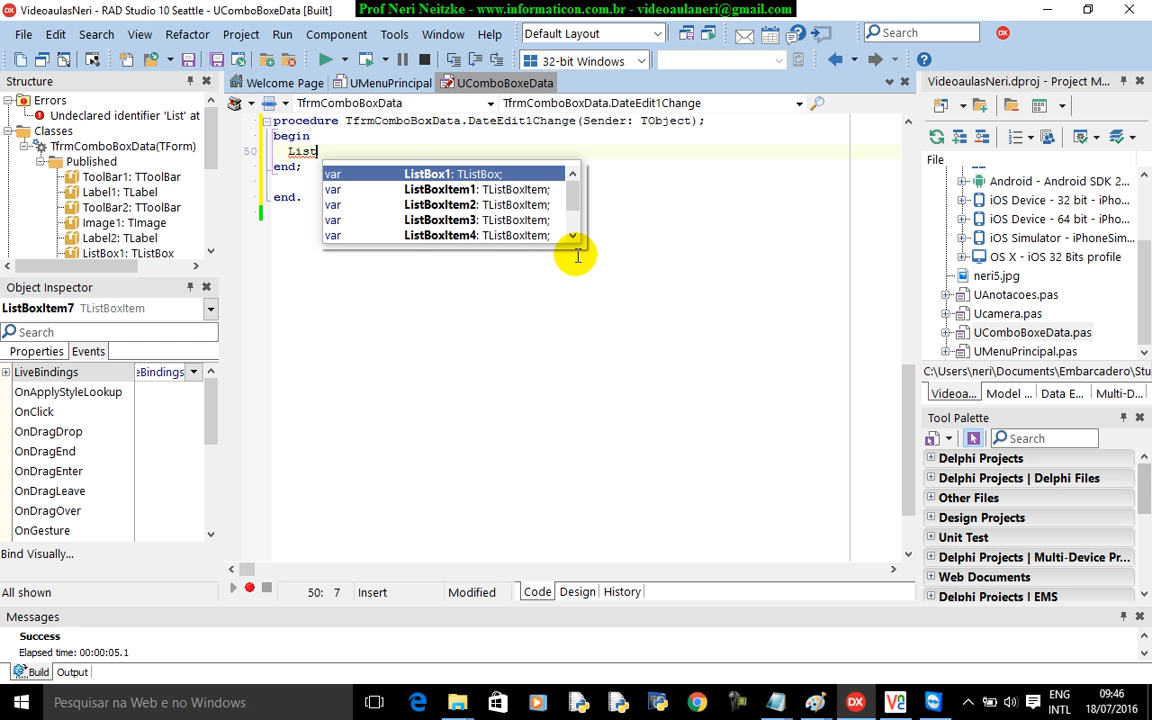 VideoaulasNeri - RAD Studio 10 Seattle - UComboBoxeData [Built]
Prof Neri Neitzke - www.informaticon.com.br - videoaulaneri@gmail.com
File Edit Search View Refactor Project Run Component Tools Window Help
Default Layout
Search
32-bit Windows
Structure
Errors
Undeclared identifier 'List' at
Classes
TfrmComboBoxData(TForm)
Published
ToolBar1: TToolBar
Label1: TLabel
ToolBar2: TToolBar
Image1: TImage
Label2: TLabel
ListBox1: TListBox
Object Inspector
ListBoxItem7 TListBoxItem
Search
Properties Events
LiveBindings
:Bindings
OnApplyStyleLookup
OnClick
OnDragDrop
OnDragEnd
OnDragEnter
OnDragLeave
OnDragOver
OnGesture
Bind Visually...
All shown
Welcome Page UMenuPrincipal UComboBoxeData
TfrmComboBoxData
TfrmComboBoxData.DateEdit1Change
procedure TfrmComboBoxData.DateEdit1Change(Sender: TObject);
begin
50 List
end;
end.
var ListBox1: TListBox;
var ListBoxItem1: TListBoxItem;
var ListBoxItem2: TListBoxItem;
var ListBoxItem3: TListBoxItem;
var ListBoxItem4: TListBoxItem;
50: 7 Insert Modified Code Design History
VideoaulasNeri.dproj - Project M...
File
Android - Android SDK 2...
iOS Device - 32 bit - iPho...
iOS Device - 64 bit - iPho...
iOS Simulator - iPhoneSim...
OS X - iOS 32 Bits profile
neri5.jpg
UAnotacoes.pas
Ucamera.pas
UComboBoxeData.pas
UMenuPrincipal.pas
C:\Users\neri\Documents\Embarcadero\Stu
Videoa... Model ... Data E... Multi-D...
Tool Palette
Search
Delphi Projects
Delphi Projects | Delphi Files
Other Files
Design Projects
Unit Test
Delphi Projects | Multi-Device Pr...
Web Documents
Delphi Projects | EMS
Messages
Success
Elapsed time: 00:00:05.1
Build Output
Pesquisar na Web e no Windows
ENG
INTL
09:46
18/07/2016